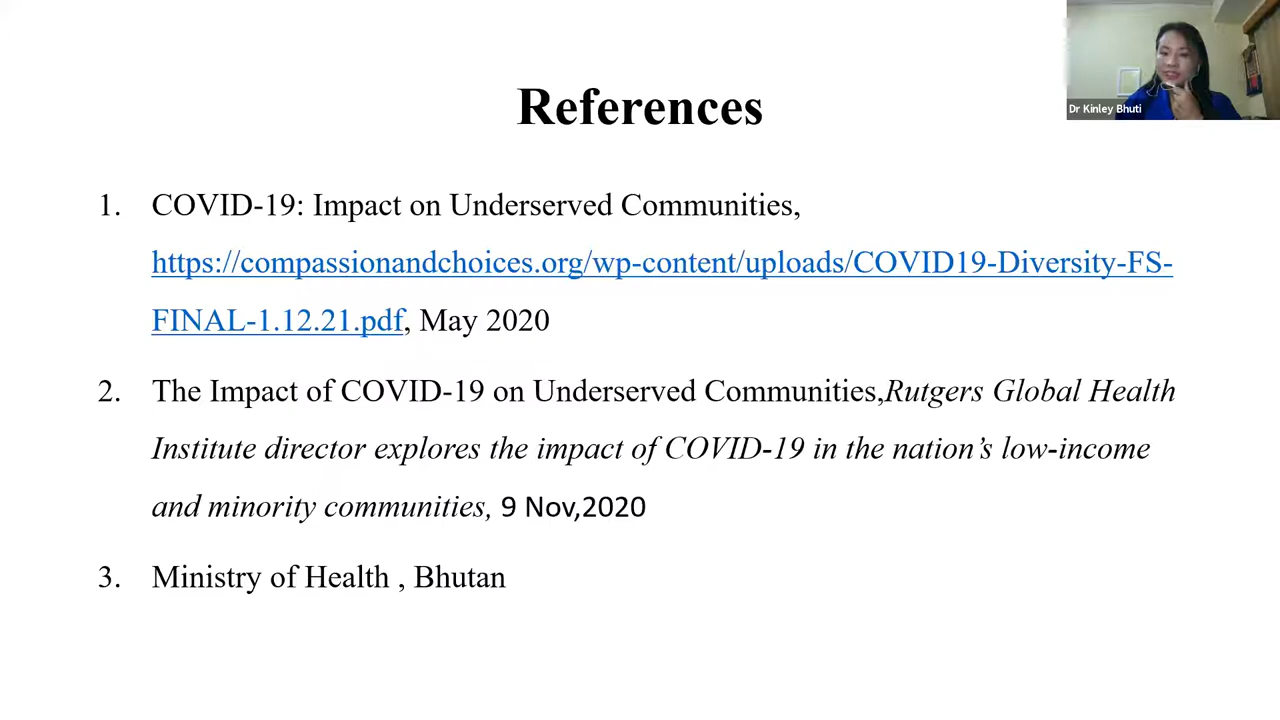 Dr Kinley Bhuti
References
1. COVID-19: Impact on Underserved Communities,
https://compassionandchoices.org/wp-content/uploads/COVID19-Diversity-FS-
FINAL-1.12.21.pdf, May 2020
2. The Impact of COVID-19 on Underserved Communities,Rutgers Global Health
Institute director explores the impact of COVID-19 in the nation’s low-income
and minority communities, 9 Nov,2020
3. Ministry of Health , Bhutan